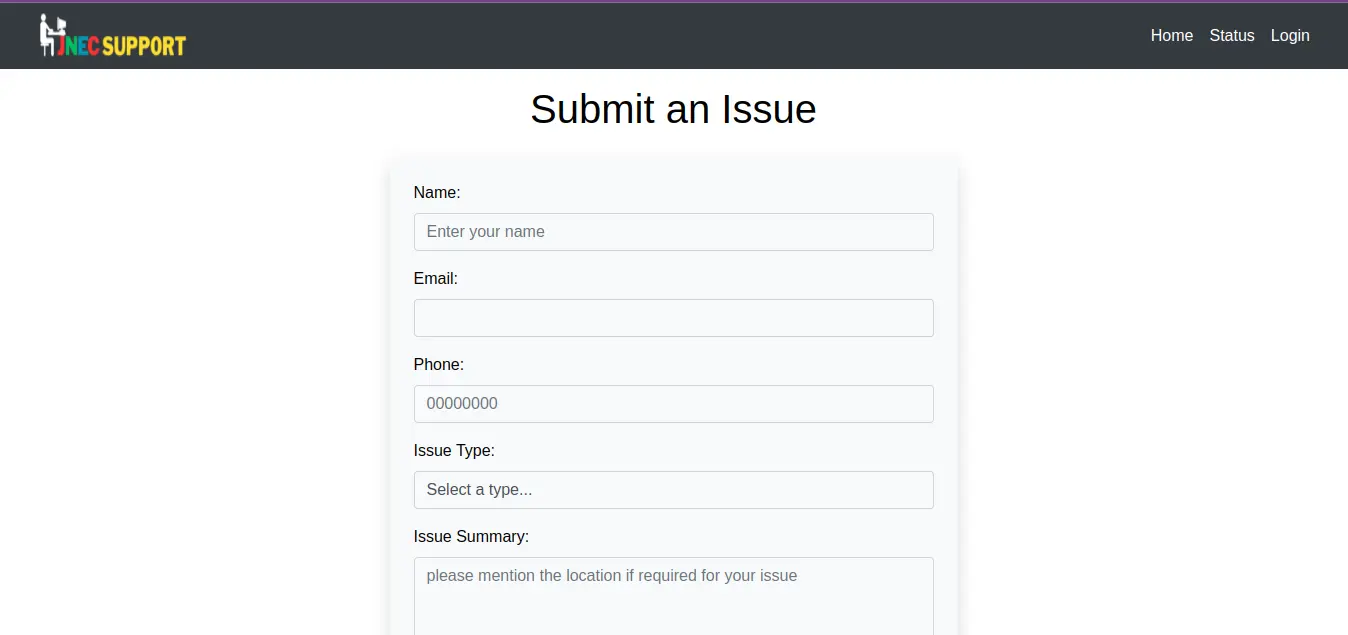 JNEC SUPPORT
Home Status Login
Submit an Issue
Name:
Enter your name
Email:
Phone:
00000000
Issue Type:
Select a type...
Issue Summary:
please mention the location if required for your issue